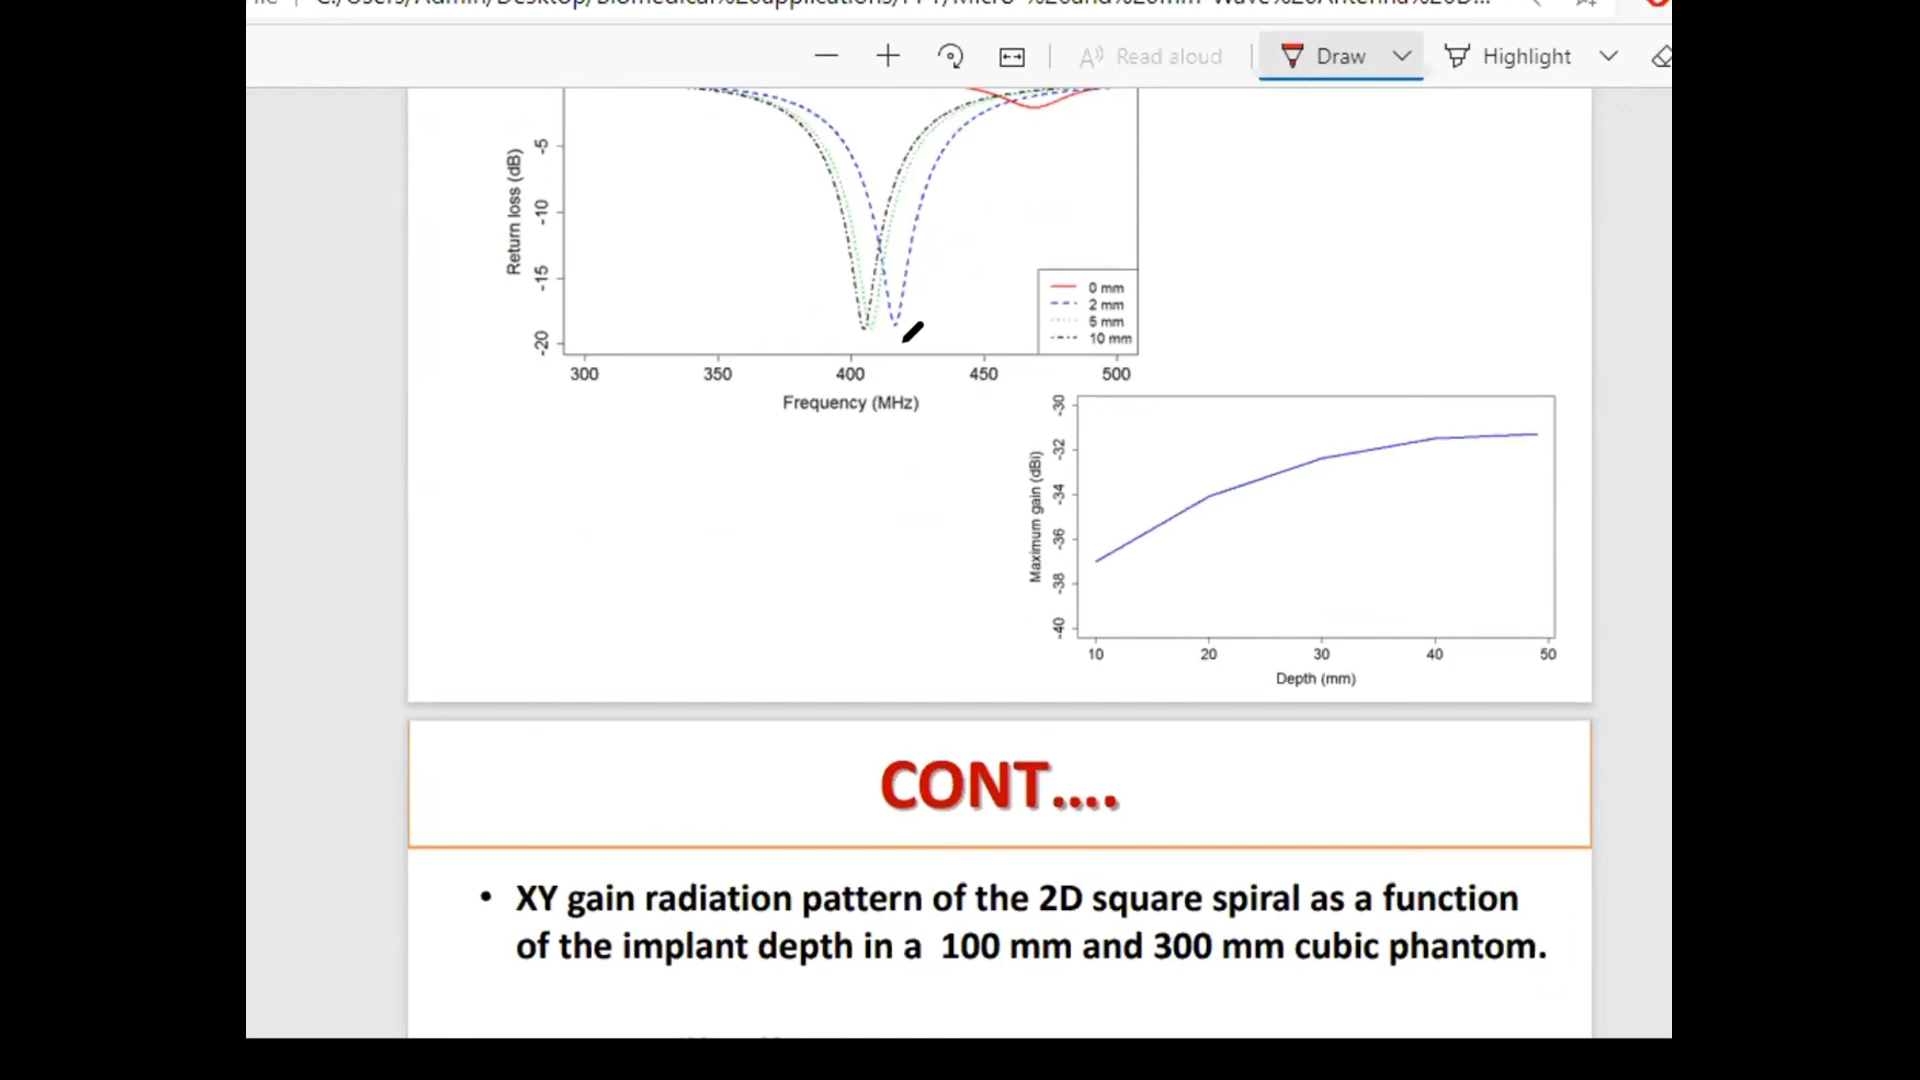 Read aloud
Draw
Highlight
Return loss (dB)
-5
-10
-15
-20
0 mm
2 mm
5 mm
10 mm
300 350 400 450 500
Frequency (MHz)
Maximum gain (dBi)
-30
-32
-34
-36
-38
-40
10 20 30 40 50
Depth (mm)
CONT....
• XY gain radiation pattern of the 2D square spiral as a function
of the implant depth in a 100 mm and 300 mm cubic phantom.